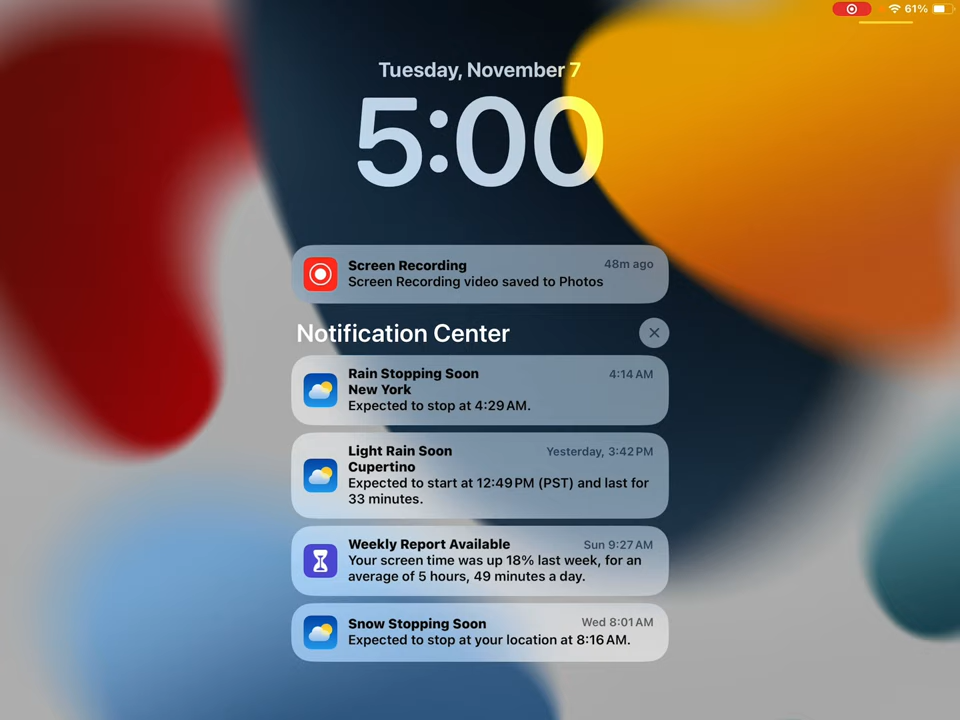 61%
Tuesday, November 7
5:00
Screen Recording 48m ago
Screen Recording video saved to Photos
Notification Center
Rain Stopping Soon 4:14 AM
New York
Expected to stop at 4:29 AM.
Light Rain Soon Yesterday, 3:42 PM
Cupertino
Expected to start at 12:49 PM (PST) and last for
33 minutes.
Weekly Report Available Sun 9:27 AM
Your screen time was up 18% last week, for an
average of 5 hours, 49 minutes a day.
Snow Stopping Soon Wed 8:01 AM
Expected to stop at your location at 8:16 AM.